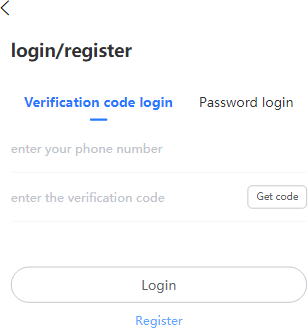 login/register
Verification code login Password login
enter your phone number
enter the verification code Get code
Login
Register